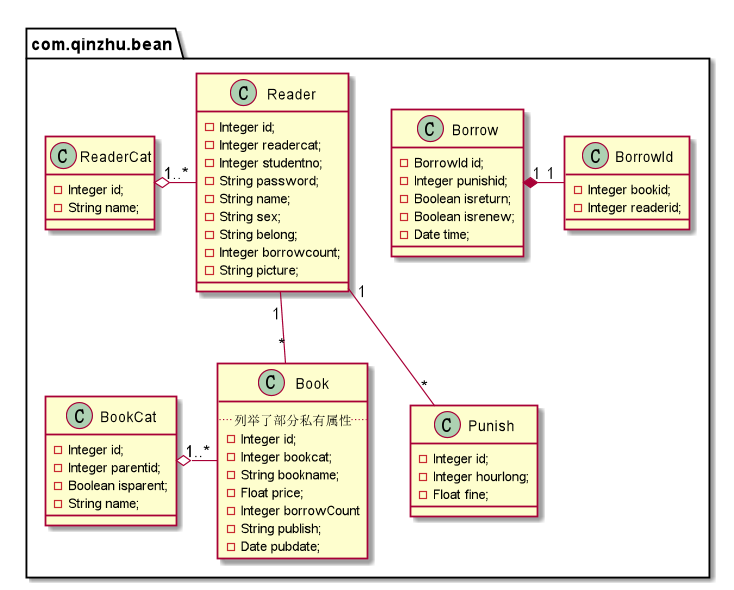 com.qinzhu.bean
C Reader
Integer id;
Integer readercat;
Integer studentno;
String password;
String name;
String sex;
String belong;
Integer borrowcount;
String picture;
C Borrow
BorrowId id;
Integer punishid;
Boolean isreturn;
Boolean isrenew;
Date time;
C BorrowId
Integer bookid;
Integer readerid;
C ReaderCat
Integer id;
String name;
1..*
1 1
1
*
1
*
C Book
列举了部分私有属性
Integer id;
Integer bookcat;
String bookname;
Float price;
Integer borrowCount
String publish;
Date pubdate;
C BookCat
Integer id;
Integer parentid;
Boolean isparent;
String name;
1..*
C Punish
Integer id;
Integer hourlong;
Float fine;